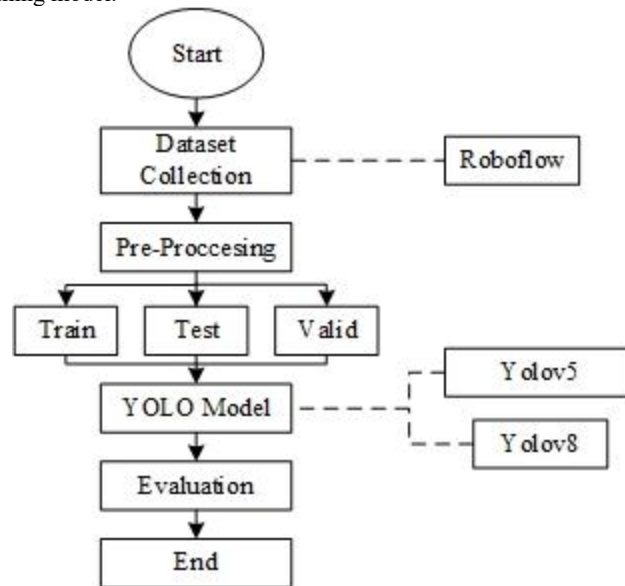 Start
Dataset
Collection
Roboflow
Pre-Proccesing
Train
Test
Valid
YOLO Model
Yolov5
Yolov8
Evaluation
End